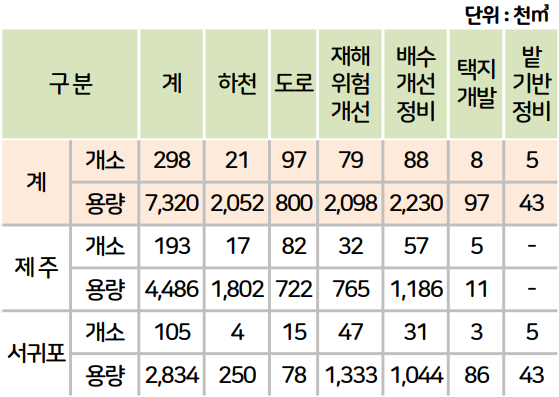 단위 : 천㎥
구 분 계 하천 도로 재해 위험 개선 배수 개선 정비 택지 개발 밭 기반 정비
계 개소 298 21 97 79 88 8 5
용량 7,320 2,052 800 2,098 2,230 97 43
제 주 개소 193 17 82 32 57 5 -
용량 4,486 1,802 722 765 1,186 11 -
서귀포 개소 105 4 15 47 31 3 5
용량 2,834 250 78 1,333 1,044 86 43